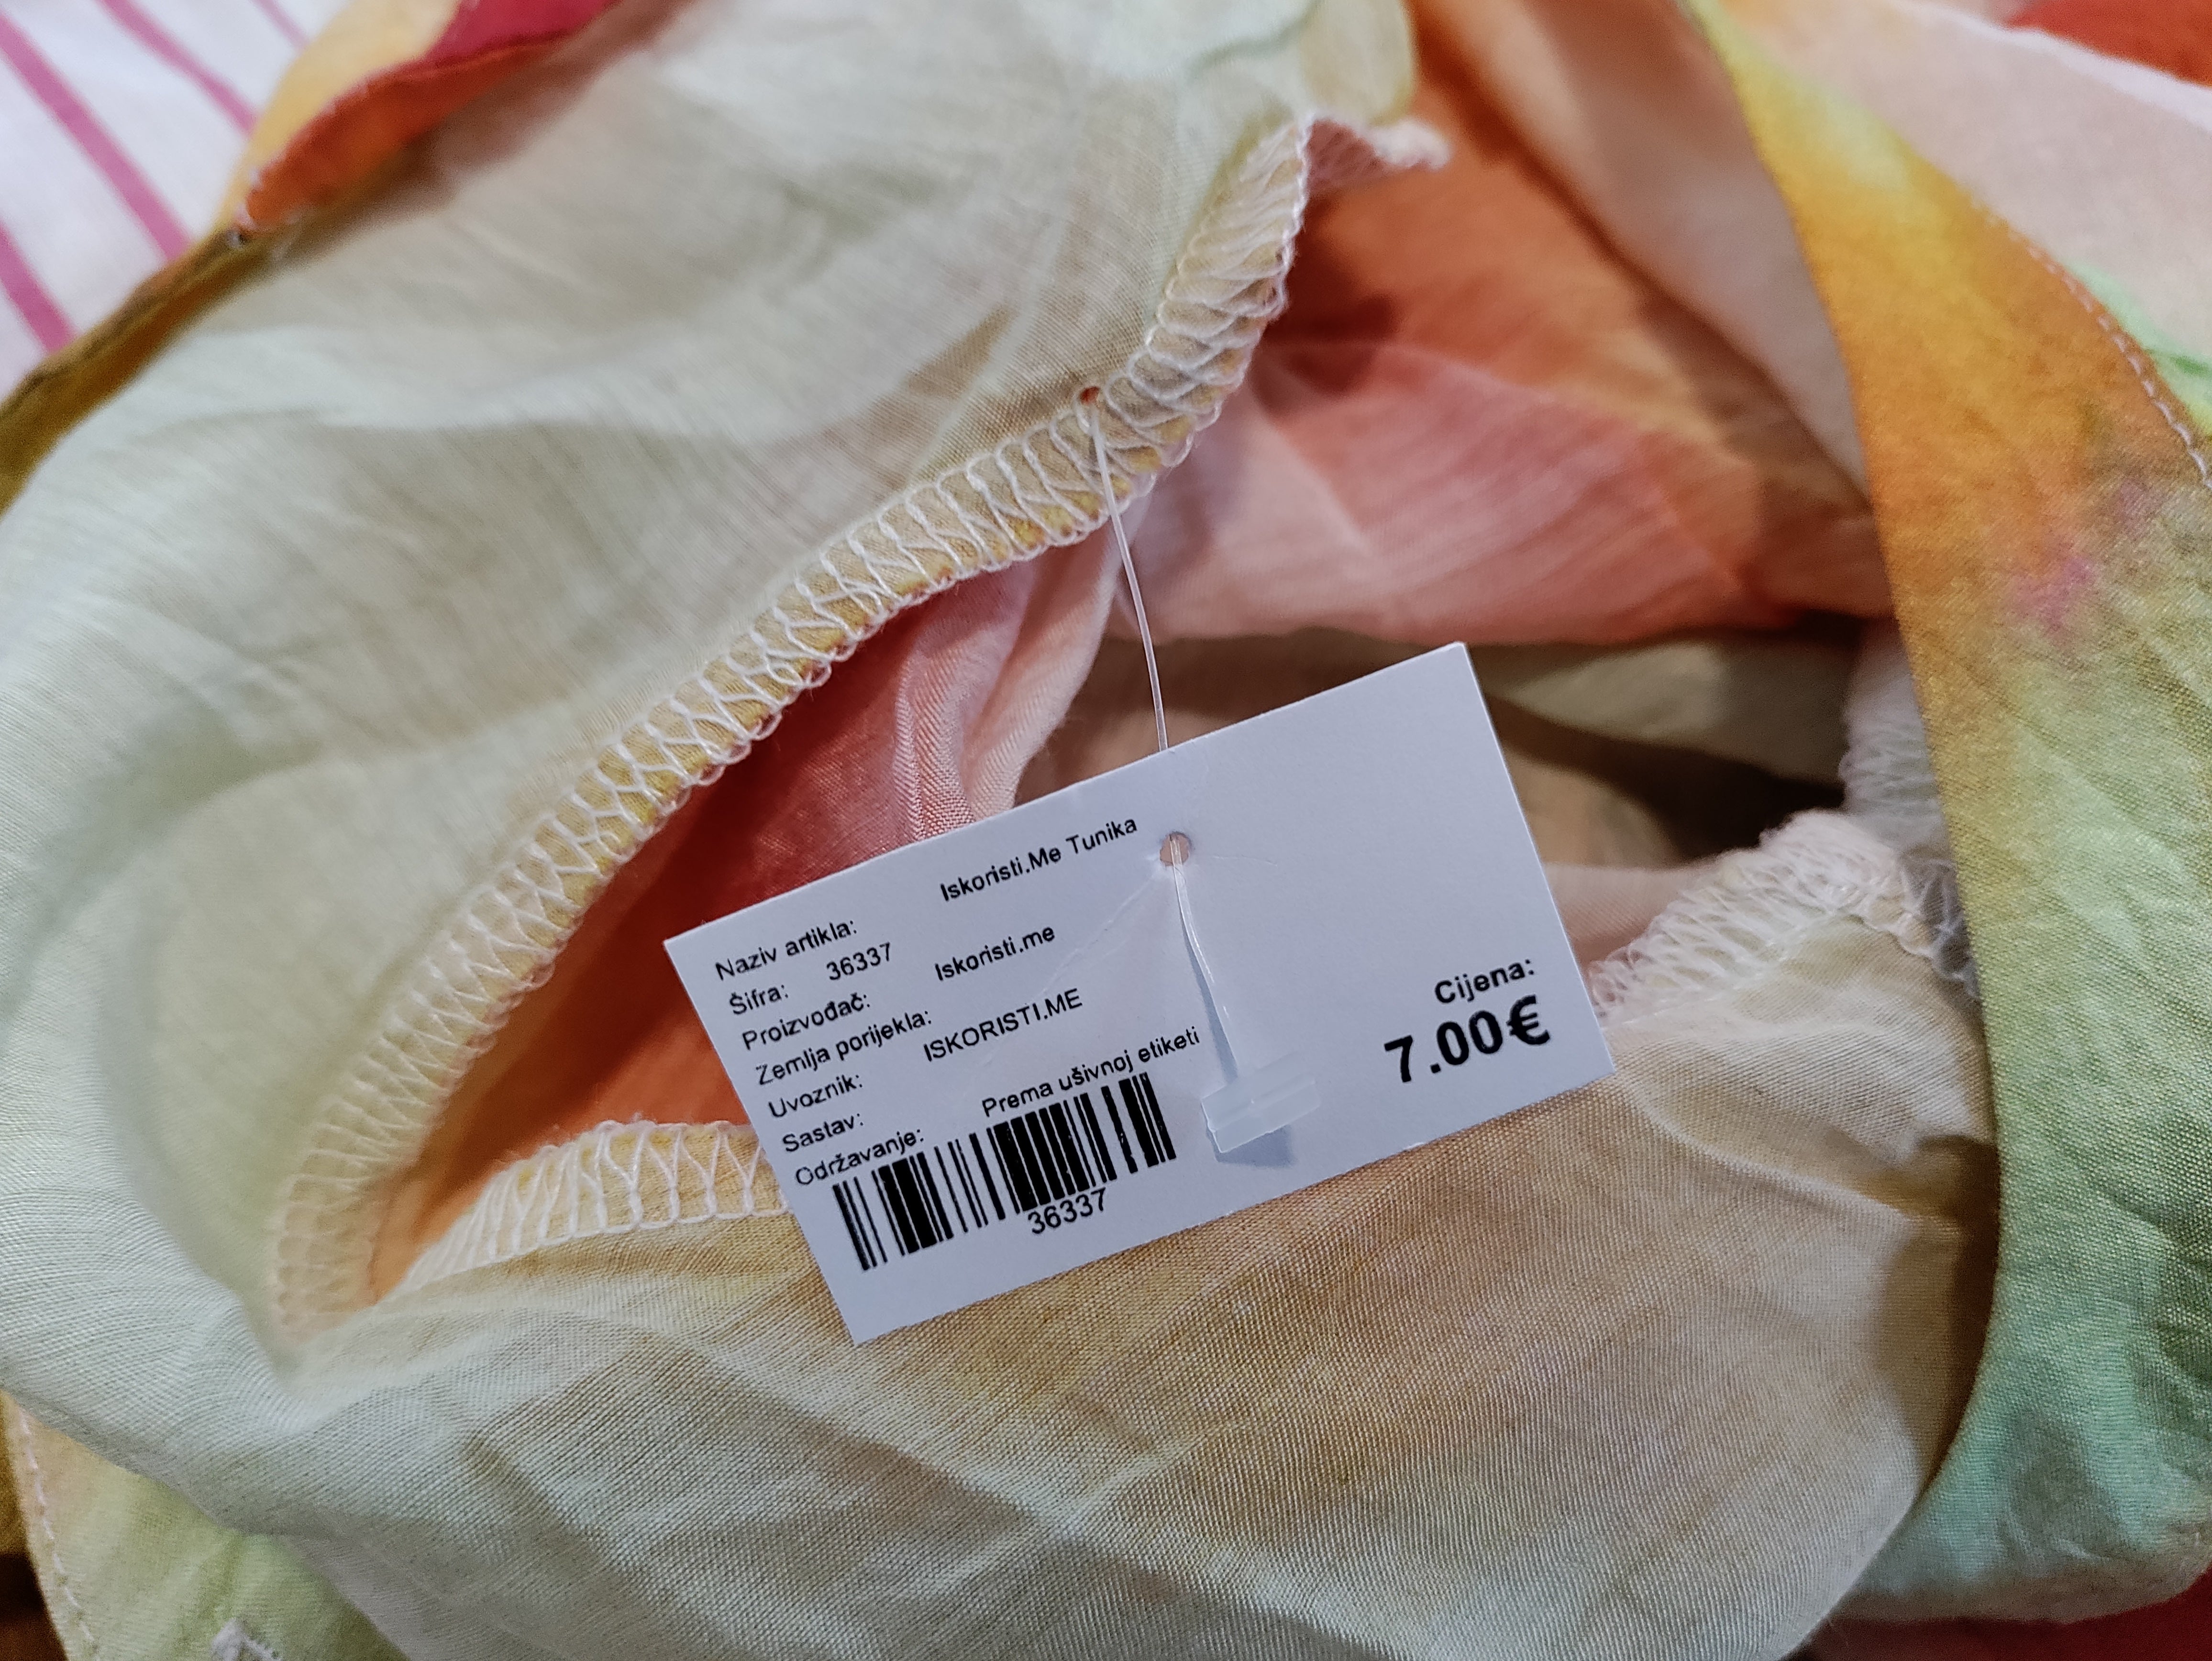 Naziv artikla: Iskoristi.Me Tunika
Šifra: 36337
Proizvođač: Iskoristi.me
Zemlja porijekla:
Uvoznik: ISKORISTI.ME
Sastav:
Održavanje: Prema ušivnoj etiketi
36337
Cijena:
7.00€